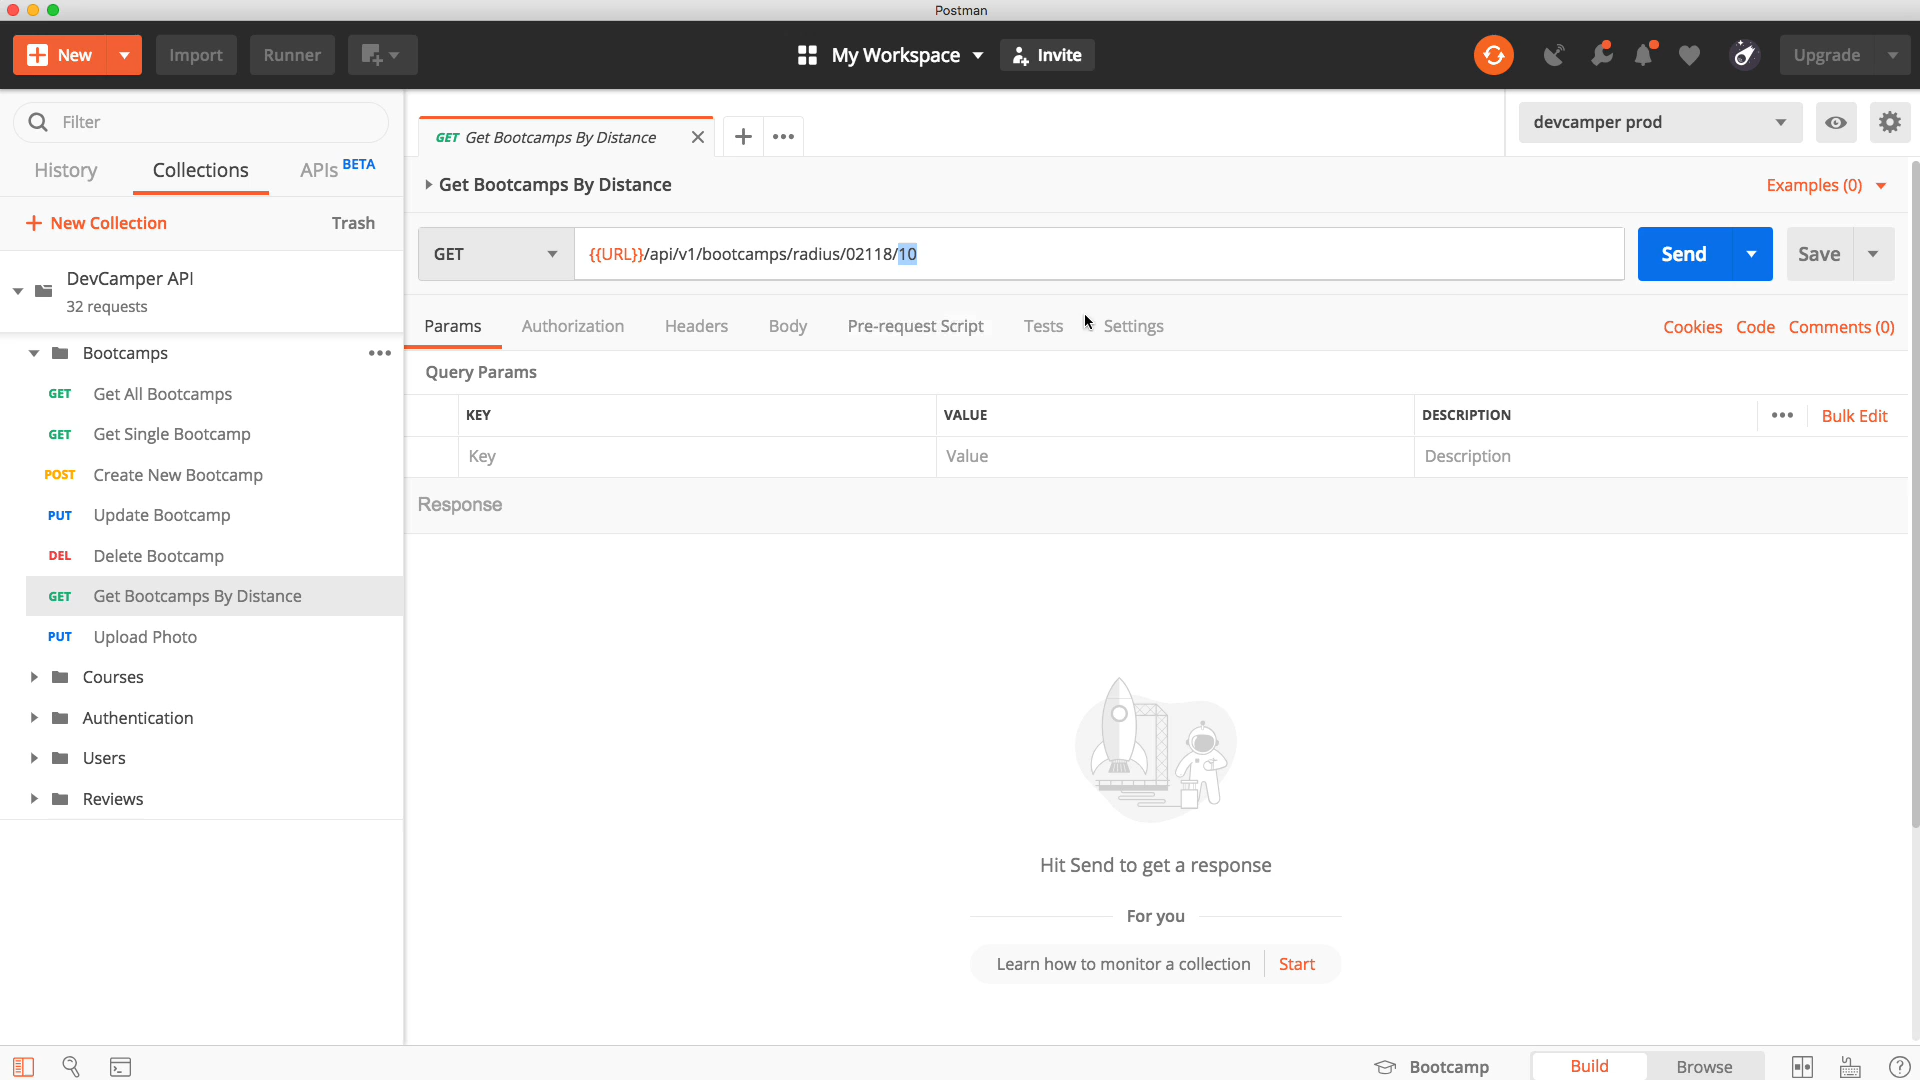 Postman
New
Import
Runner
My Workspace
Invite
Upgrade
Filter
History
Collections
APIs BETA
New Collection
Trash
DevCamper API
32 requests
Bootcamps
GET Get All Bootcamps
GET Get Single Bootcamp
POST Create New Bootcamp
PUT Update Bootcamp
DEL Delete Bootcamp
GET Get Bootcamps By Distance
PUT Upload Photo
Courses
Authentication
Users
Reviews
GET Get Bootcamps By Distance
devcamper prod
Get Bootcamps By Distance
Examples (0)
GET
{{URL}}/api/v1/bootcamps/radius/02118/10
Send
Save
Params
Authorization
Headers
Body
Pre-request Script
Tests
Settings
Cookies
Code
Comments (0)
Query Params
KEY
VALUE
DESCRIPTION
Bulk Edit
Key
Value
Description
Response
Hit Send to get a response
For you
Learn how to monitor a collection
Start
Bootcamp
Build
Browse